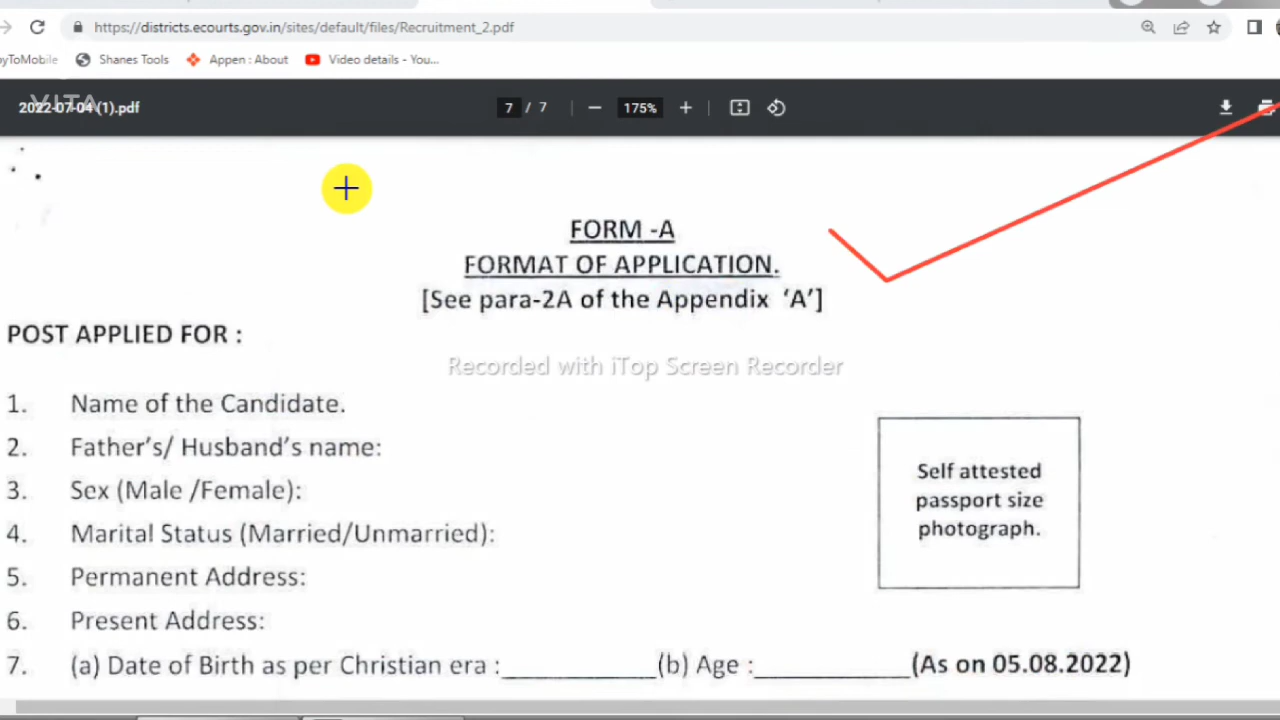 https://districts.ecourts.gov.in/sites/default/files/Recruitment_2.pdf
pyToMobile Shanes Tools Appen : About Video details - You...
2022-07-04 (1).pdf 7 / 7 175%
VITA
FORM -A
FORMAT OF APPLICATION.
[See para-2A of the Appendix 'A']
POST APPLIED FOR :
Recorded with iTop Screen Recorder
1. Name of the Candidate.
2. Father's/ Husband's name:
3. Sex (Male /Female):
4. Marital Status (Married/Unmarried):
5. Permanent Address:
6. Present Address:
7. (a) Date of Birth as per Christian era :____________(b) Age :____________(As on 05.08.2022)
Self attested
passport size
photograph.